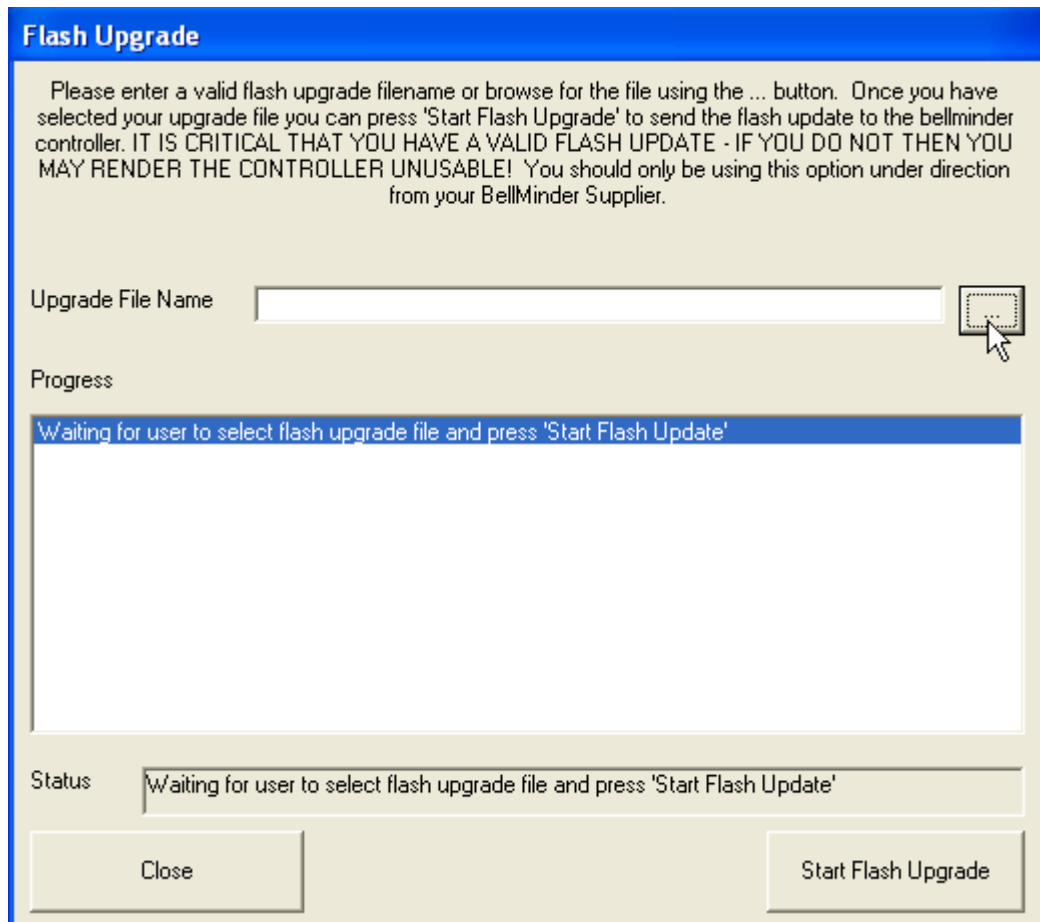 Flash Upgrade
Please enter a valid flash upgrade filename or browse for the file using the ... button.  Once you have
selected your upgrade file you can press 'Start Flash Upgrade' to send the flash update to the bellminder
controller. IT IS CRITICAL THAT YOU HAVE A VALID FLASH UPDATE - IF YOU DO NOT THEN YOU
MAY RENDER THE CONTROLLER UNUSABLE!  You should only be using this option under direction
from your BellMinder Supplier.
Upgrade File Name
...
Progress
Waiting for user to select flash upgrade file and press 'Start Flash Update'
Status
Waiting for user to select flash upgrade file and press 'Start Flash Update'
Close
Start Flash Upgrade